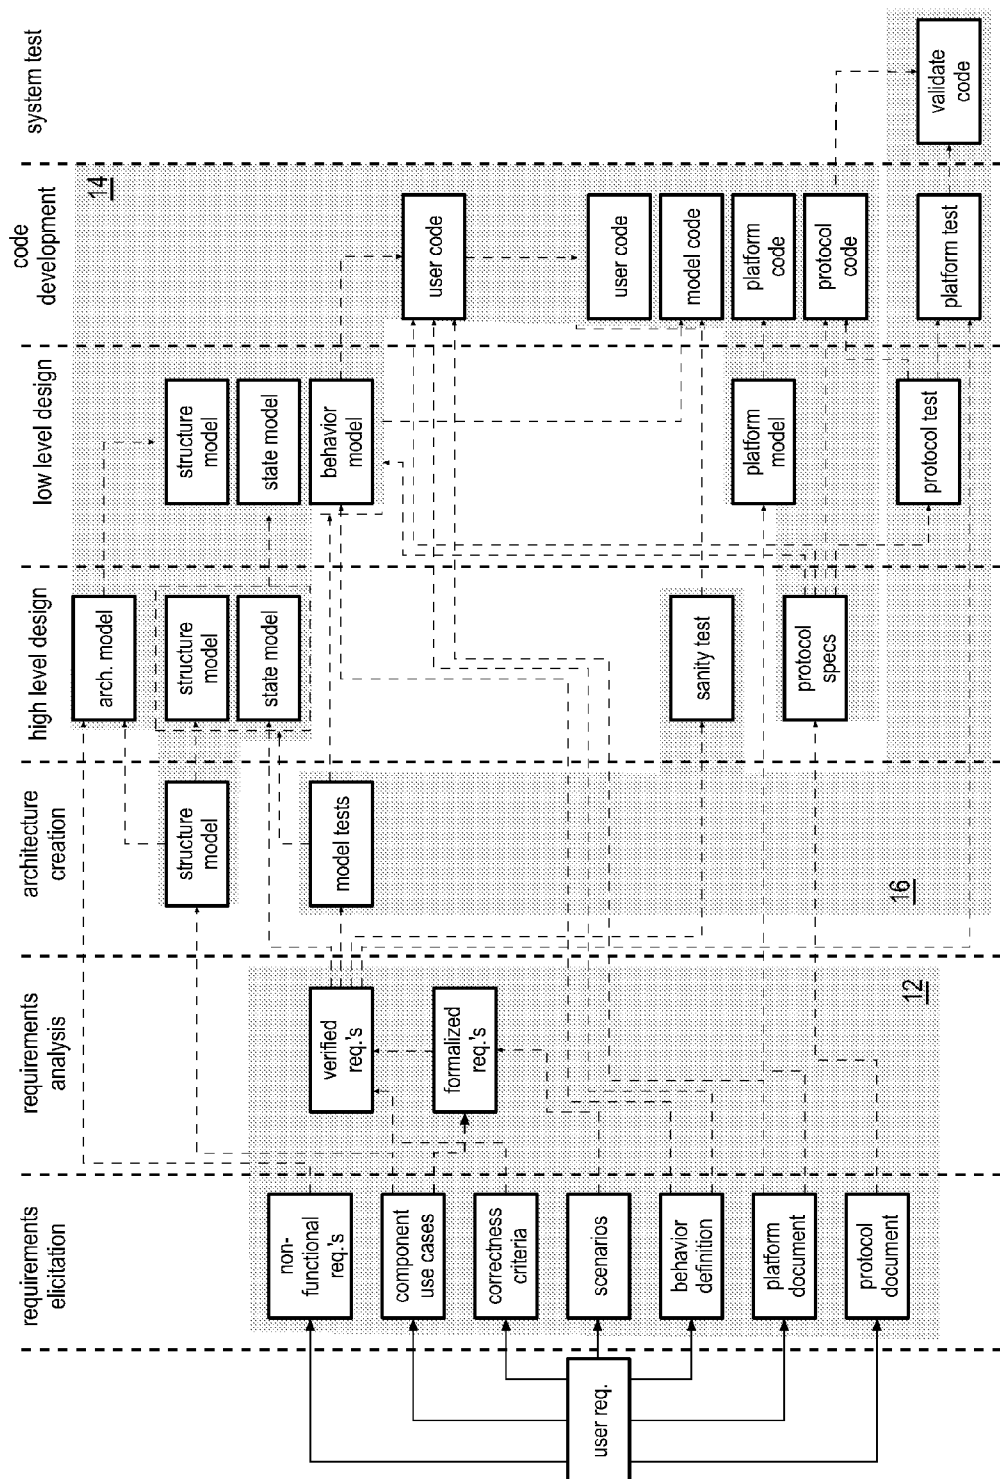 requirements
elicitation
requirements
analysis
architecture
creation
high level design
low level design
code
development
system test
user req.
non-
functional
req.'s
component
use cases
correctness
criteria
scenarios
behavior
definition
platform
document
protocol
document
verified
req.'s
formalized
req.'s
12
structure
model
model tests
16
arch. model
structure
model
state model
sanity test
protocol
specs
structure
model
state model
behavior
model
platform
model
protocol test
14
user code
user code
model code
platform
code
protocol
code
platform test
validate
code